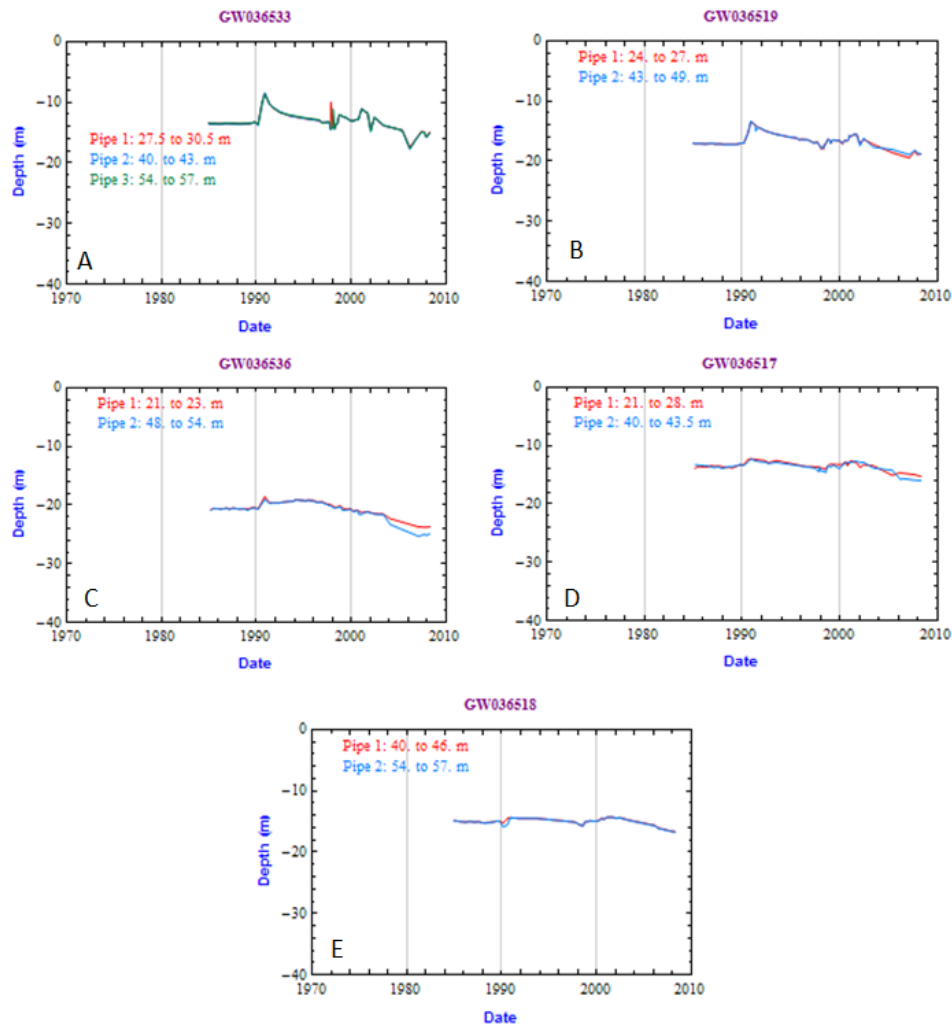 GW036533
0
−10
−20
−30
−40
Depth (m)
Pipe 1: 27.5 to 30.5 m
Pipe 2: 40. to 43. m
Pipe 3: 54. to 57. m
A
1970 1980 1990 2000 2010
Date
GW036519
0
−10
−20
−30
−40
Depth (m)
Pipe 1: 24. to 27. m
Pipe 2: 43. to 49. m
B
1970 1980 1990 2000 2010
Date
GW036536
0
−10
−20
−30
−40
Depth (m)
Pipe 1: 21. to 23. m
Pipe 2: 48. to 54. m
C
1970 1980 1990 2000 2010
Date
GW036517
0
−10
−20
−30
−40
Depth (m)
Pipe 1: 21. to 28. m
Pipe 2: 40. to 43.5 m
D
1970 1980 1990 2000 2010
Date
GW036518
0
−10
−20
−30
−40
Depth (m)
Pipe 1: 40. to 46. m
Pipe 2: 54. to 57. m
E
1970 1980 1990 2000 2010
Date